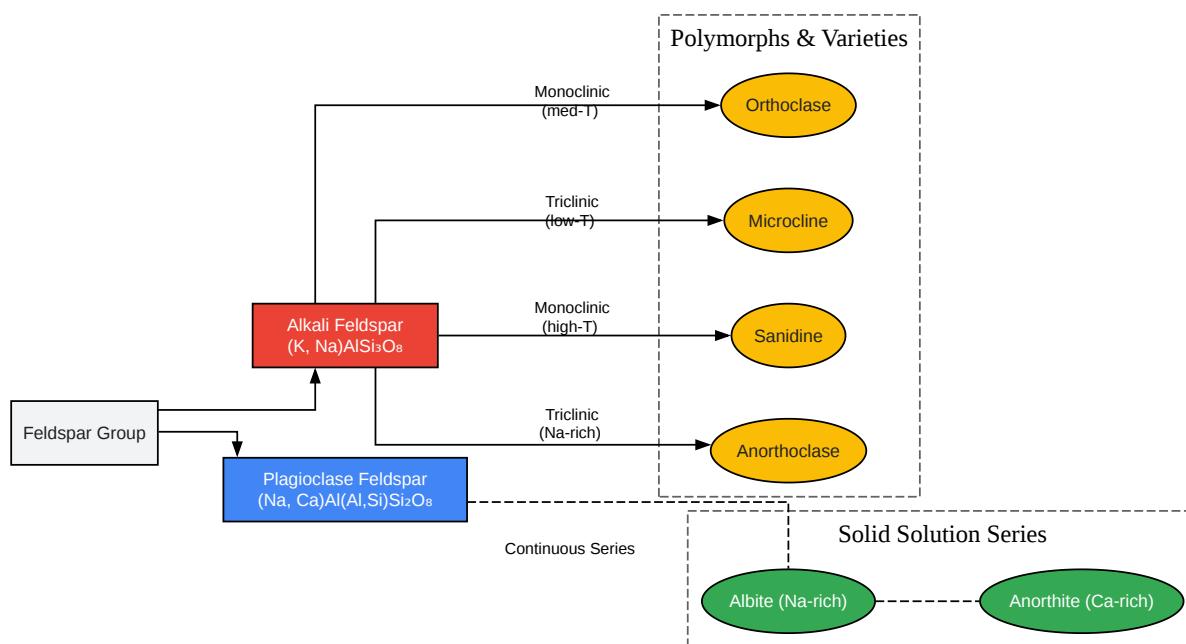 Polymorphs & Varieties
Monoclinic
(med-T)
Orthoclase
Triclinic
(low-T)
Microcline
Alkali Feldspar
(K, Na)AlSi₃O₈
Monoclinic
(high-T)
Sanidine
Feldspar Group
Triclinic
(Na-rich)
Anorthoclase
Plagioclase Feldspar
(Na, Ca)Al(Al,Si)Si₂O₈
Continuous Series
Solid Solution Series
Albite (Na-rich)
Anorthite (Ca-rich)